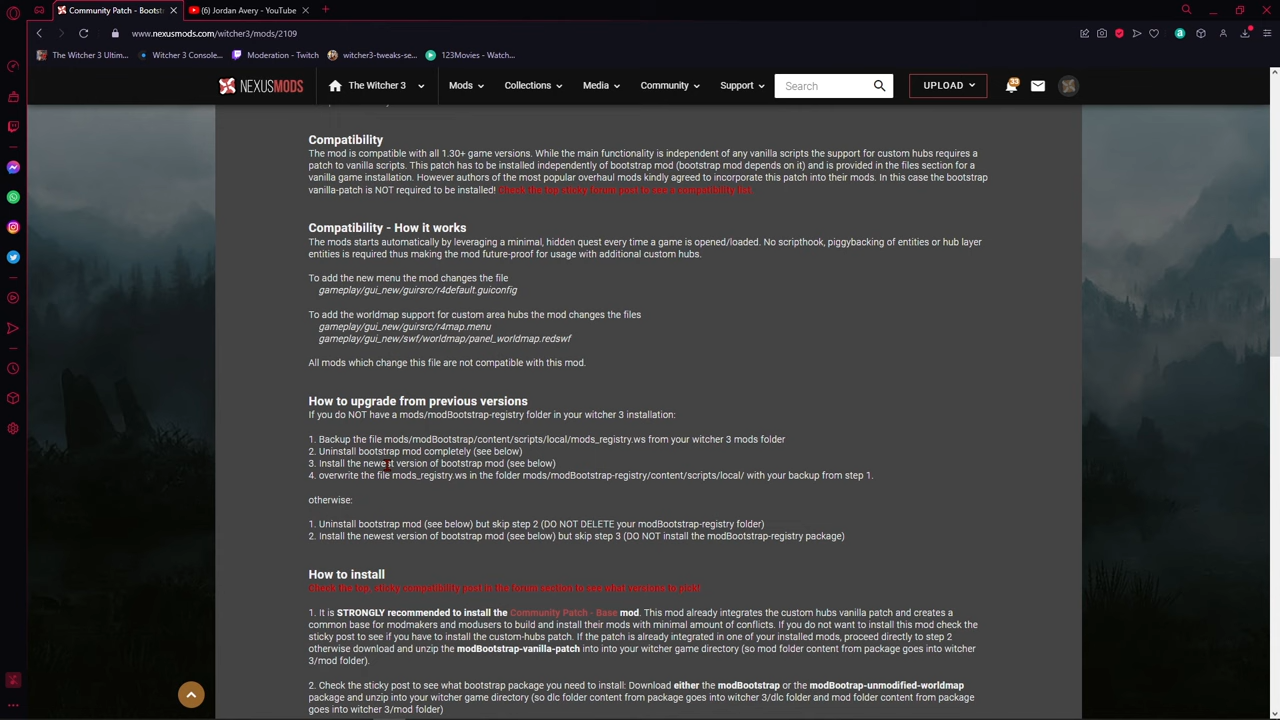 Community Patch - Bootst
(6) Jordan Avery - YouTube
www.nexusmods.com/witcher3/mods/2109
The Witcher 3 Ultim...
Witcher 3 Console...
Moderation - Twitch
witcher3-tweaks-se...
123Movies - Watch...
NEXUSMODS
The Witcher 3
Mods
Collections
Media
Community
Support
Search
UPLOAD
33
Compatibility
The mod is compatible with all 1.30+ game versions. While the main functionality is independent of any vanilla scripts the support for custom hubs requires a
patch to vanilla scripts. This patch has to be installed independently of bootstrap mod (bootstrap mod depends on it) and is provided in the files section for a
vanilla game installation. However authors of the most popular overhaul mods kindly agreed to incorporate this patch into their mods. In this case the bootstrap
vanilla-patch is NOT required to be installed! Check the top sticky forum post to see a compatibility list.
Compatibility - How it works
The mods starts automatically by leveraging a minimal, hidden quest every time a game is opened/loaded. No scripthook, piggybacking of entities or hub layer
entities is required thus making the mod future-proof for usage with additional custom hubs.
To add the new menu the mod changes the file
gameplay/gui_new/guirsrc/r4default.guiconfig
To add the worldmap support for custom area hubs the mod changes the files
gameplay/gui_new/guirsrc/r4map.menu
gameplay/gui_new/swf/worldmap/panel_worldmap.redswf
All mods which change this file are not compatible with this mod.
How to upgrade from previous versions
If you do NOT have a mods/modBootstrap-registry folder in your witcher 3 installation:
1. Backup the file mods/modBootstrap/content/scripts/local/mods_registry.ws from your witcher 3 mods folder
2. Uninstall bootstrap mod completely (see below)
3. Install the newest version of bootstrap mod (see below)
4. overwrite the file mods_registry.ws in the folder mods/modBootstrap-registry/content/scripts/local/ with your backup from step 1.
otherwise:
1. Uninstall bootstrap mod (see below) but skip step 2 (DO NOT DELETE your modBootstrap-registry folder)
2. Install the newest version of bootstrap mod (see below) but skip step 3 (DO NOT install the modBootstrap-registry package)
How to install
Check the top, sticky compatibility post in the forum section to see what versions to pick!
1. It is STRONGLY recommended to install the Community Patch - Base mod. This mod already integrates the custom hubs vanilla patch and creates a
common base for modmakers and modusers to build and install their mods with minimal amount of conflicts. If you do not want to install this mod check the
sticky post to see if you have to install the custom-hubs patch. If the patch is already integrated in one of your installed mods, proceed directly to step 2
otherwise download and unzip the modBootstrap-vanilla-patch into into your witcher game directory (so mod folder content from package goes into witcher
3/mod folder).
2. Check the sticky post to see what bootstrap package you need to install: Download either the modBootstrap or the modBootrap-unmodified-worldmap
package and unzip into your witcher game directory (so dlc folder content from package goes into witcher 3/dlc folder and mod folder content from package
goes into witcher 3/mod folder)